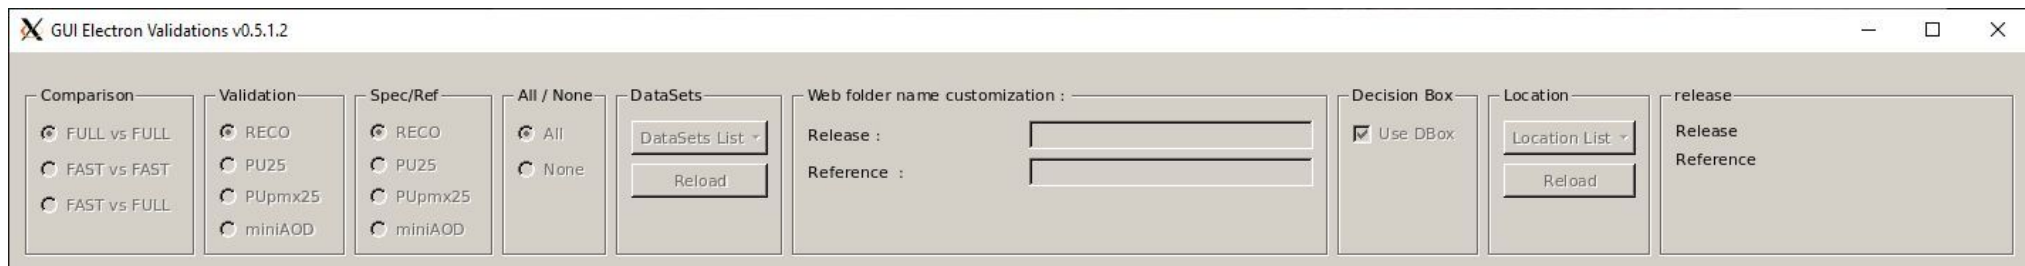 GUI Electron Validations v0.5.1.2
Comparison
FULL vs FULL
FAST vs FAST
FAST vs FULL
Validation
RECO
PU25
PUpmx25
miniAOD
Spec/Ref
RECO
PU25
PUpmx25
miniAOD
All / None
All
None
DataSets
DataSets List
Reload
Web folder name customization :
Release :
Reference :
Decision Box
Use DBox
Location
Location List
Reload
release
Release
Reference